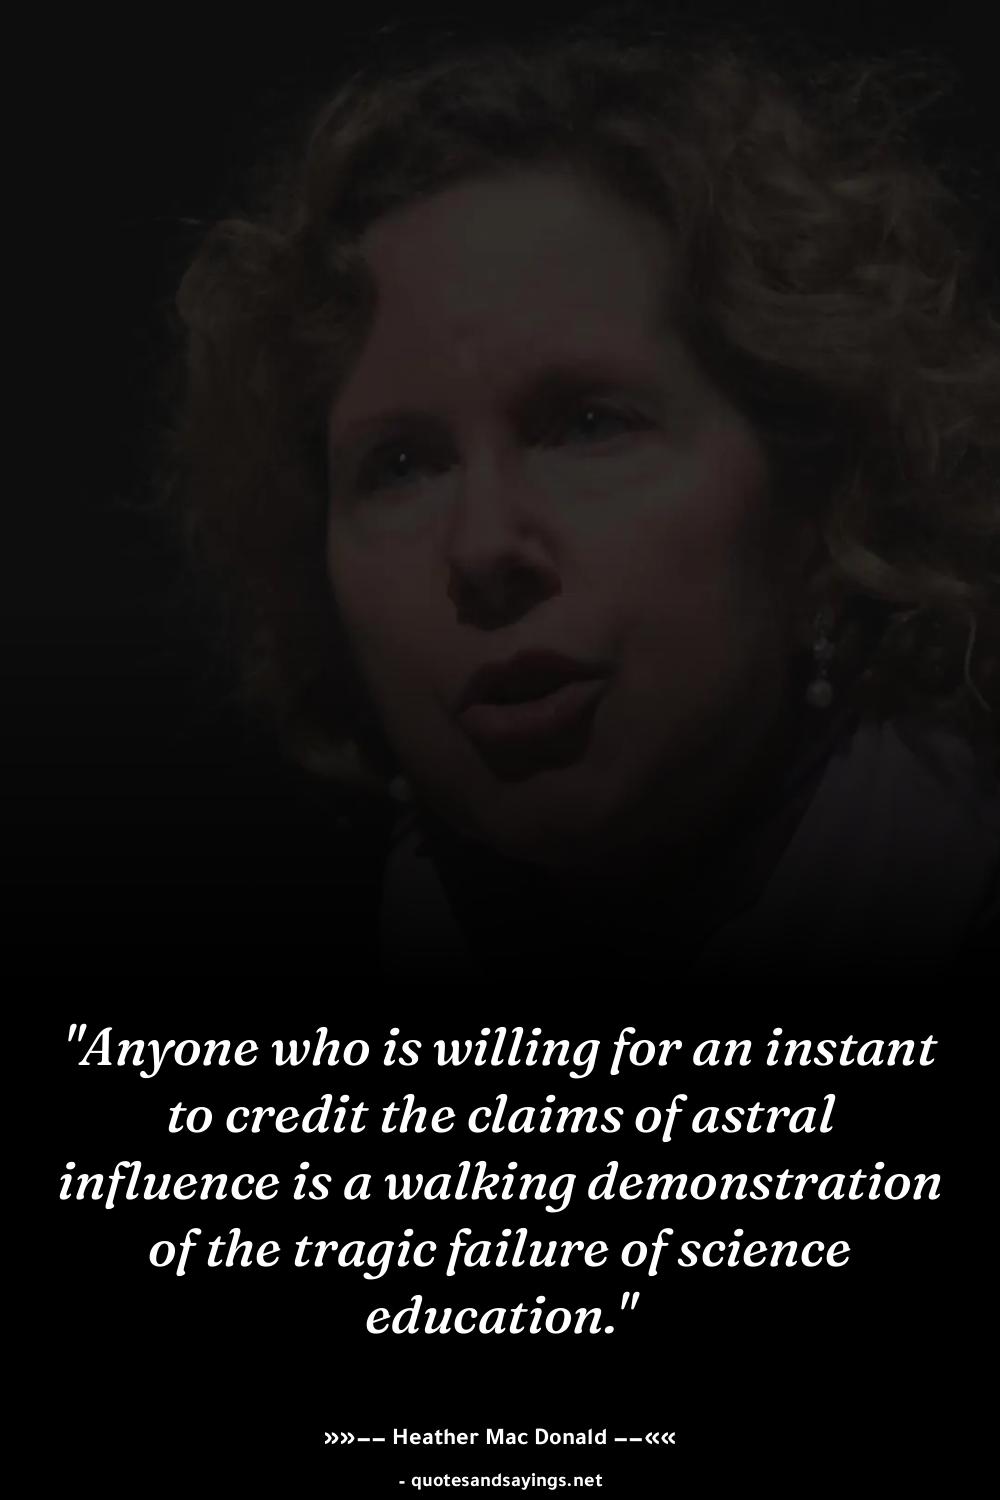 "Anyone who is willing for an instant
to credit the claims of astral
influence is a walking demonstration
of the tragic failure of science
education."
»»−− Heather Mac Donald −−««
- quotesandsayings.net